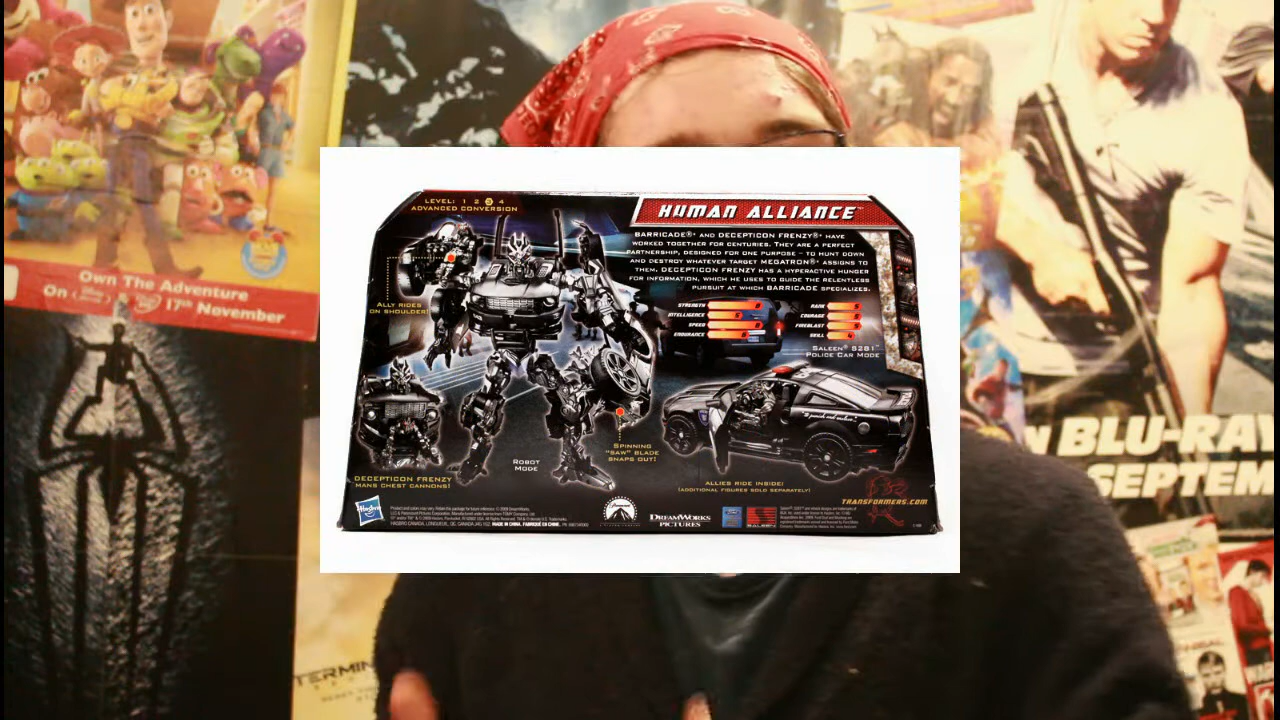 Own The Adventure
On
17th November
LEVEL: 1 2 3 4
ADVANCED CONVERSION
HUMAN ALLIANCE™
BARRICADE® AND DECEPTICON FRENZY® HAVE
WORKED TOGETHER FOR CENTURIES. THEY ARE A PERFECT
PARTNERSHIP, DESIGNED FOR ONE PURPOSE – TO HUNT DOWN
AND DESTROY WHATEVER TARGET MEGATRON® ASSIGNS TO
THEM. DECEPTICON FRENZY HAS A HYPERACTIVE HUNGER
FOR INFORMATION, WHICH HE USES TO GUIDE THE RELENTLESS
PURSUIT AT WHICH BARRICADE SPECIALIZES.
ALLY RIDES
ON SHOULDER!
STRENGTH
INTELLIGENCE
SPEED
ENDURANCE
RANK
COURAGE
FIREBLAST
SKILL
SALEEN® S281™
POLICE CAR MODE
SPINNING
"SAW" BLADE
SNAPS OUT!
ROBOT
MODE
DECEPTICON FRENZY
MANS CHEST CANNONS!
ALLIES RIDE INSIDE!
(ADDITIONAL FIGURES SOLD SEPARATELY)
TRANSFORMERS.COM
Hasbro
Paramount
DREAMWORKS
PICTURES
SALEEN
BLU-RAY
SEPTEM
TERMIN